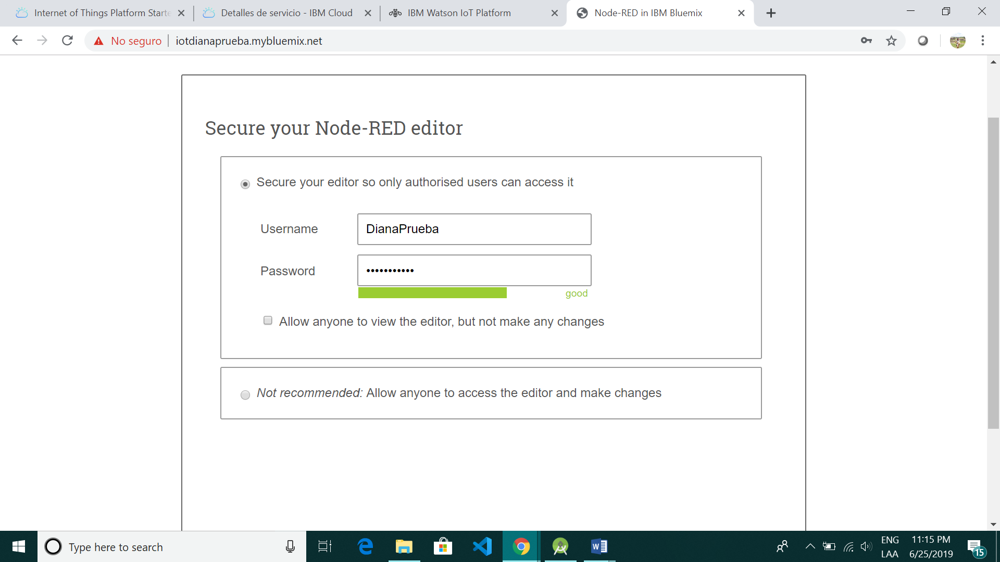 Internet of Things Platform Starte
Detalles de servicio - IBM Cloud
IBM Watson IoT Platform
Node-RED in IBM Bluemix
No seguro
iotdianaprueba.mybluemix.net
Secure your Node-RED editor
Secure your editor so only authorised users can access it
Username
DianaPrueba
Password
•••••••••••
good
Allow anyone to view the editor, but not make any changes
Not recommended: Allow anyone to access the editor and make changes
Type here to search
ENG
LAA
11:15 PM
6/25/2019
15